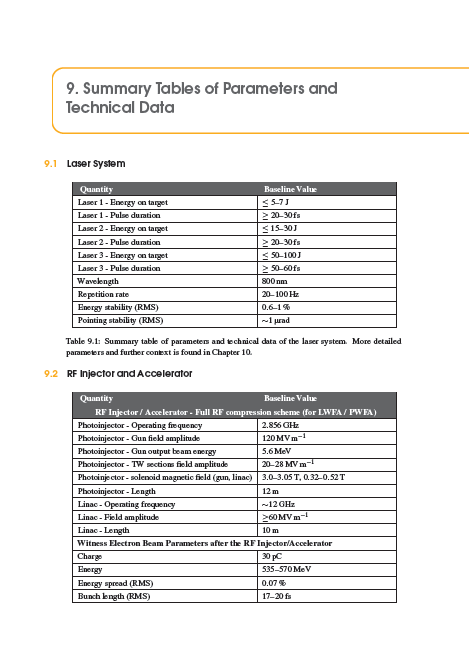 9. Summary Tables of Parameters and
Technical Data
9.1 Laser System
Quantity Baseline Value
Laser 1 - Energy on target ≤ 5–7 J
Laser 1 - Pulse duration ≥ 20–30 fs
Laser 2 - Energy on target ≤ 15–30 J
Laser 2 - Pulse duration ≥ 20–30 fs
Laser 3 - Energy on target ≤ 50–100 J
Laser 3 - Pulse duration ≥ 50–60 fs
Wavelength 800 nm
Repetition rate 20–100 Hz
Energy stability (RMS) 0.6–1 %
Pointing stability (RMS) ~1 µrad
Table 9.1: Summary table of parameters and technical data of the laser system. More detailed
parameters and further context is found in Chapter 10.
9.2 RF Injector and Accelerator
Quantity Baseline Value
RF Injector / Accelerator - Full RF compression scheme (for LWFA / PWFA)
Photoinjector - Operating frequency 2.856 GHz
Photoinjector - Gun field amplitude 120 MV m⁻¹
Photoinjector - Gun output beam energy 5.6 MeV
Photoinjector - TW sections field amplitude 20–28 MV m⁻¹
Photoinjector - solenoid magnetic field (gun, linac) 3.0–3.05 T, 0.32–0.52 T
Photoinjector - Length 12 m
Linac - Operating frequency ~12 GHz
Linac - Field amplitude ≥60 MV m⁻¹
Linac - Length 10 m
Witness Electron Beam Parameters after the RF Injector/Accelerator
Charge 30 pC
Energy 535–570 MeV
Energy spread (RMS) 0.07 %
Bunch length (RMS) 17–20 fs